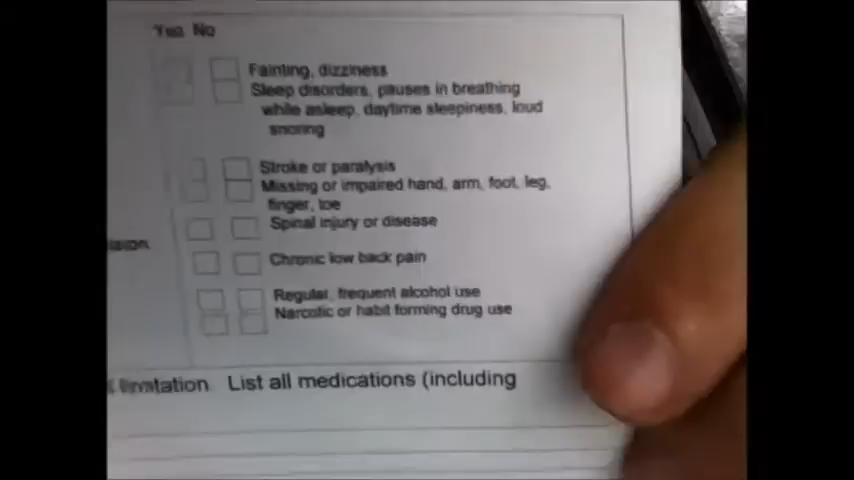 Yes No
Fainting, dizziness
Sleep disorders, pauses in breathing
while asleep, daytime sleepiness, loud
snoring
Stroke or paralysis
Missing or impaired hand, arm, foot, leg,
finger, toe
Spinal injury or disease
Chronic low back pain
Regular, frequent alcohol use
Narcotic or habit forming drug use
limitation. List all medications (including